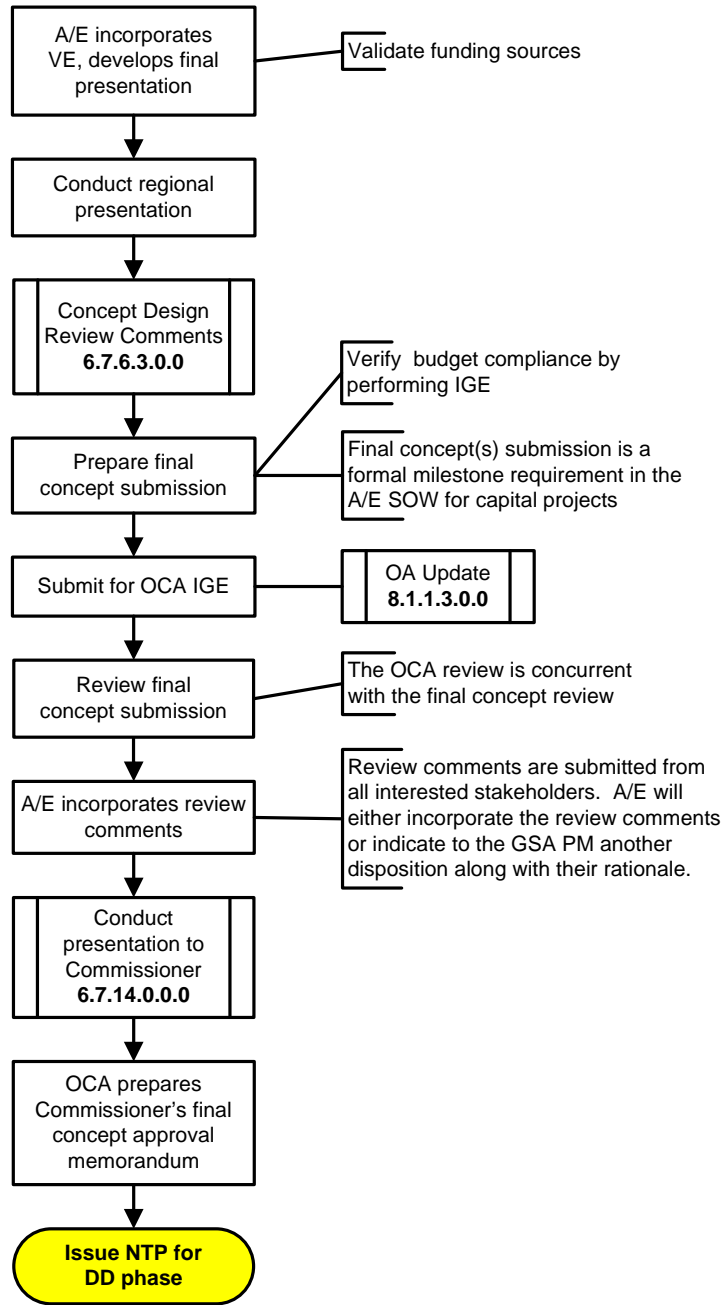 A/E incorporates
VE, develops final
presentation
Validate funding sources
Conduct regional
presentation
Concept Design
Review Comments
6.7.6.3.0.0
Verify budget compliance by
performing IGE
Prepare final
concept submission
Final concept(s) submission is a
formal milestone requirement in the
A/E SOW for capital projects
Submit for OCA IGE
OA Update
8.1.1.3.0.0
Review final
concept submission
The OCA review is concurrent
with the final concept review
A/E incorporates review
comments
Review comments are submitted from
all interested stakeholders. A/E will
either incorporate the review comments
or indicate to the GSA PM another
disposition along with their rationale.
Conduct
presentation to
Commissioner
6.7.14.0.0.0
OCA prepares
Commissioner's final
concept approval
memorandum
Issue NTP for
DD phase